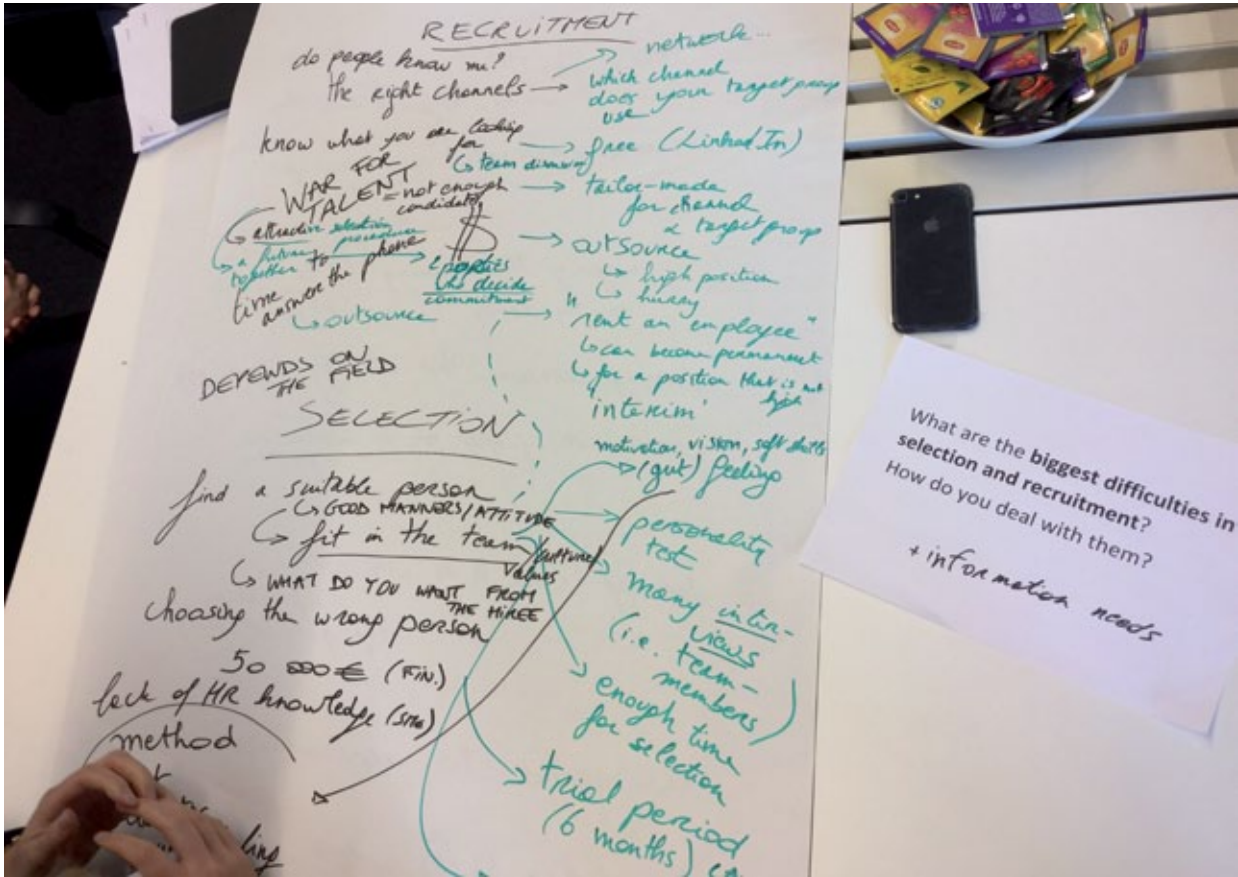 RECRUITMENT
do people know me?
the right channels
network...
which channel
does your target group
use
know what you are looking
for
↳ team
free (LinkedIn)
WAR FOR
TALENT
= not enough
candidates
tailor-made
for channel
& target group
attractive selection
procedure
together to
$
outsource
↳ high position
↳ hurry
time
answere the phone
↳ outsource
decide
commitment
"rent an employee"
↳ can become permanent
↳ for a position that is not
high
"interim"
DEPENDS ON
THE FIELD
SELECTION
motivation, vision, soft skills
(gut) feeling
find a suitable person
↳ GOOD MANNERS/ATTITUDE
↳ fit in the team/culture/
values
↳ WHAT DO YOU WANT FROM
THE HIREE
choosing the wrong person
50 000 € (FIN.)
lack of HR knowledge
method
personality
test
many inter-
views
(i.e. team-
members)
enough time
for selection
trial period
(6 months)
What are the biggest difficulties in
selection and recruitment?
How do you deal with them?
+ information needs